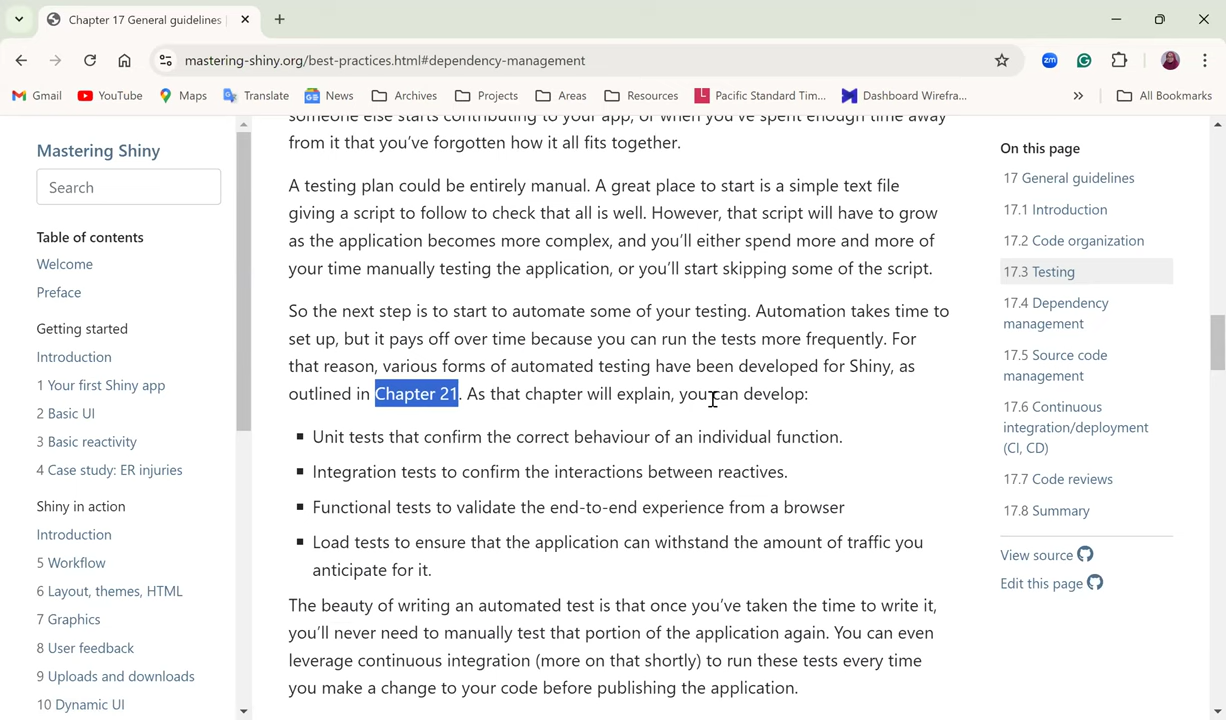 Chapter 17 General guidelines
mastering-shiny.org/best-practices.html#dependency-management
zm
Gmail YouTube Maps Translate News Archives Projects Areas Resources Pacific Standard Tim... Dashboard Wirefra... » All Bookmarks
Mastering Shiny
Search
Table of contents
Welcome
Preface
Getting started
Introduction
1 Your first Shiny app
2 Basic UI
3 Basic reactivity
4 Case study: ER injuries
Shiny in action
Introduction
5 Workflow
6 Layout, themes, HTML
7 Graphics
8 User feedback
9 Uploads and downloads
10 Dynamic UI
someone else starts contributing to your app, or when you've spent enough time away
from it that you've forgotten how it all fits together.
A testing plan could be entirely manual. A great place to start is a simple text file
giving a script to follow to check that all is well. However, that script will have to grow
as the application becomes more complex, and you'll either spend more and more of
your time manually testing the application, or you'll start skipping some of the script.
So the next step is to start to automate some of your testing. Automation takes time to
set up, but it pays off over time because you can run the tests more frequently. For
that reason, various forms of automated testing have been developed for Shiny, as
outlined in Chapter 21. As that chapter will explain, you can develop:
▪ Unit tests that confirm the correct behaviour of an individual function.
▪ Integration tests to confirm the interactions between reactives.
▪ Functional tests to validate the end-to-end experience from a browser
▪ Load tests to ensure that the application can withstand the amount of traffic you
anticipate for it.
The beauty of writing an automated test is that once you've taken the time to write it,
you'll never need to manually test that portion of the application again. You can even
leverage continuous integration (more on that shortly) to run these tests every time
you make a change to your code before publishing the application.
On this page
17 General guidelines
17.1 Introduction
17.2 Code organization
17.3 Testing
17.4 Dependency
management
17.5 Source code
management
17.6 Continuous
integration/deployment
(CI, CD)
17.7 Code reviews
17.8 Summary
View source
Edit this page